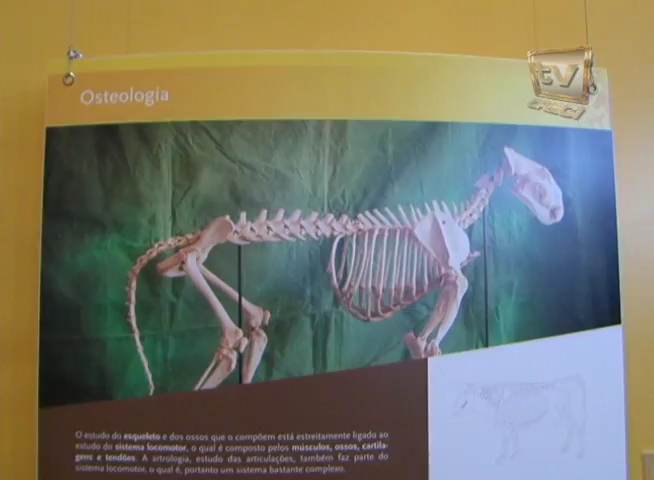 Osteologia
tv
CRECI
O estudo do esqueleto e dos ossos que o compõem está estreitamente ligado ao
estudo do sistema locomotor, o qual é composto pelos músculos, ossos, cartila-
gens e tendões. A artrologia, estudo das articulações, também faz parte do
sistema locomotor, o qual é, portanto um sistema bastante complexo.